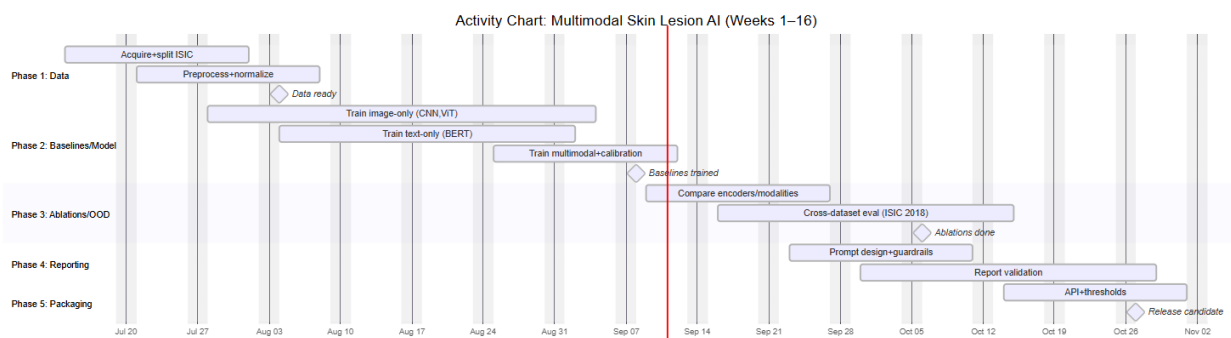 Activity Chart: Multimodal Skin Lesion AI (Weeks 1–16)
Acquire+split ISIC
Phase 1: Data
Preprocess+normalize
Data ready
Train image-only (CNN,ViT)
Train text-only (BERT)
Phase 2: Baselines/Model
Train multimodal+calibration
Baselines trained
Compare encoders/modalities
Phase 3: Ablations/OOD
Cross-dataset eval (ISIC 2018)
Ablations done
Prompt design+guardrails
Phase 4: Reporting
Report validation
API+thresholds
Phase 5: Packaging
Release candidate
Jul 20 Jul 27 Aug 03 Aug 10 Aug 17 Aug 24 Aug 31 Sep 07 Sep 14 Sep 21 Sep 28 Oct 05 Oct 12 Oct 19 Oct 26 Nov 02